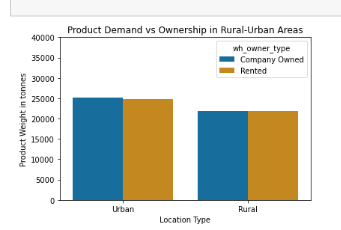 Product Demand vs Ownership in Rural-Urban Areas
40000
35000
30000
25000
20000
15000
10000
5000
0
Product Weight in tonnes
wh_owner_type
Company Owned
Rented
Urban Rural
Location Type